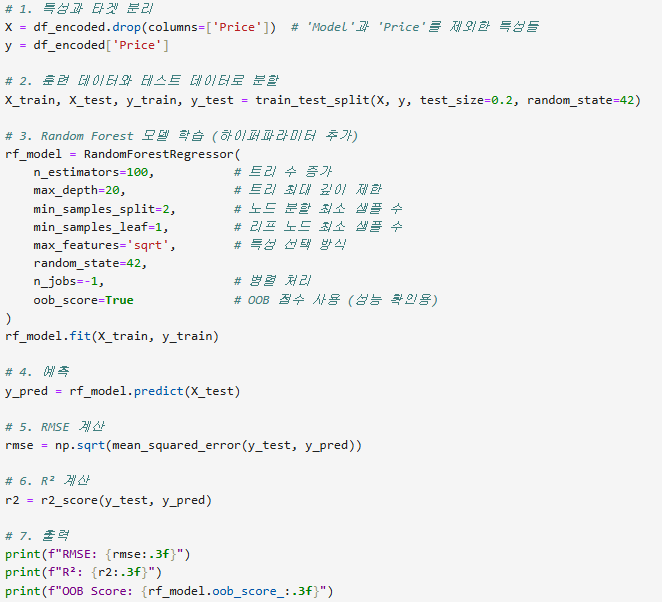 # 1. 특성과 타겟 분리
X = df_encoded.drop(columns=['Price'])  # 'Model'과 'Price'를 제외한 특성들
y = df_encoded['Price']
# 2. 훈련 데이터와 테스트 데이터로 분할
X_train, X_test, y_train, y_test = train_test_split(X, y, test_size=0.2, random_state=42)
# 3. Random Forest 모델 학습 (하이퍼파라미터 추가)
rf_model = RandomForestRegressor(
    n_estimators=100,           # 트리 수 증가
    max_depth=20,               # 트리 최대 깊이 제한
    min_samples_split=2,        # 노드 분할 최소 샘플 수
    min_samples_leaf=1,         # 리프 노드 최소 샘플 수
    max_features='sqrt',        # 특성 선택 방식
    random_state=42,
    n_jobs=-1,                  # 병렬 처리
    oob_score=True              # OOB 점수 사용 (성능 확인용)
)
rf_model.fit(X_train, y_train)
# 4. 예측
y_pred = rf_model.predict(X_test)
# 5. RMSE 계산
rmse = np.sqrt(mean_squared_error(y_test, y_pred))
# 6. R² 계산
r2 = r2_score(y_test, y_pred)
# 7. 출력
print(f"RMSE: {rmse:.3f}")
print(f"R²: {r2:.3f}")
print(f"OOB Score: {rf_model.oob_score_:.3f}")